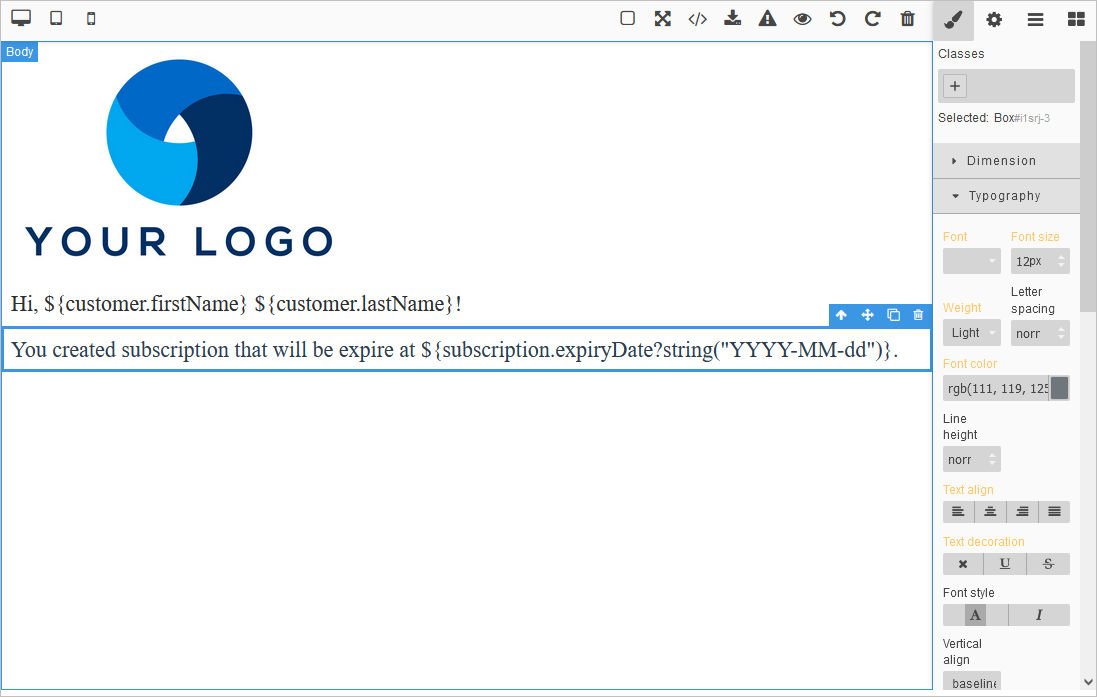 Body
YOUR LOGO
Hi, ${customer.firstName} ${customer.lastName}!
You created subscription that will be expire at ${subscription.expiryDate?string("YYYY-MM-dd")}.
Classes
+
Selected: Box#i1srj-3
Dimension
Typography
Font
Font size
12px
Weight
Letter
spacing
Light
norr
Font color
rgb(111, 119, 125
Line
height
norr
Text align
Text decoration
U
S
Font style
A
I
Vertical
align
baseline